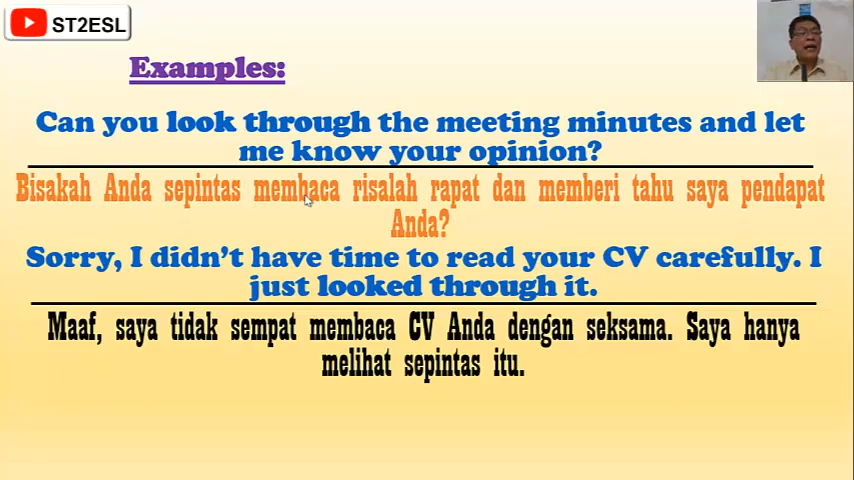 ST2ESL
Examples:
Can you look through the meeting minutes and let
me know your opinion?
Bisakah Anda sepintas membaca risalah rapat dan memberi tahu saya pendapat
Anda?
Sorry, I didn't have time to read your CV carefully. I
just looked through it.
Maaf, saya tidak sempat membaca CV Anda dengan seksama. Saya hanya
melihat sepintas itu.